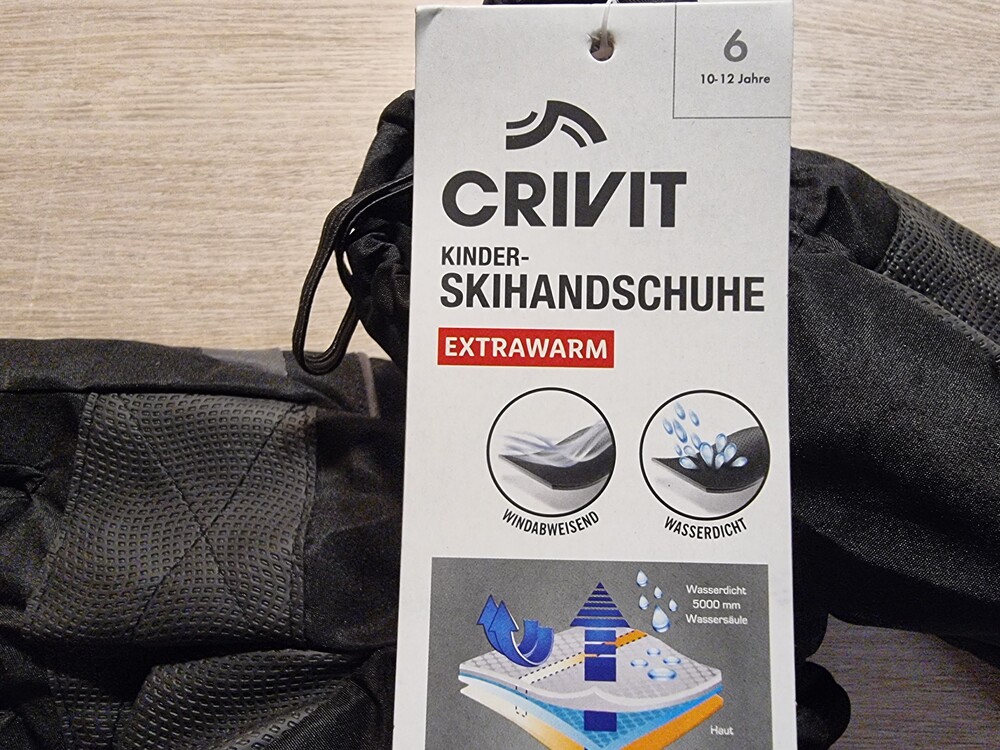 6
10-12 Jahre
CRIVIT
KINDER-
SKIHANDSCHUHE
EXTRAWARM
WINDABWEISEND
WASSERDICHT
Wasserdicht
5000 mm
Wassersäule
Haut